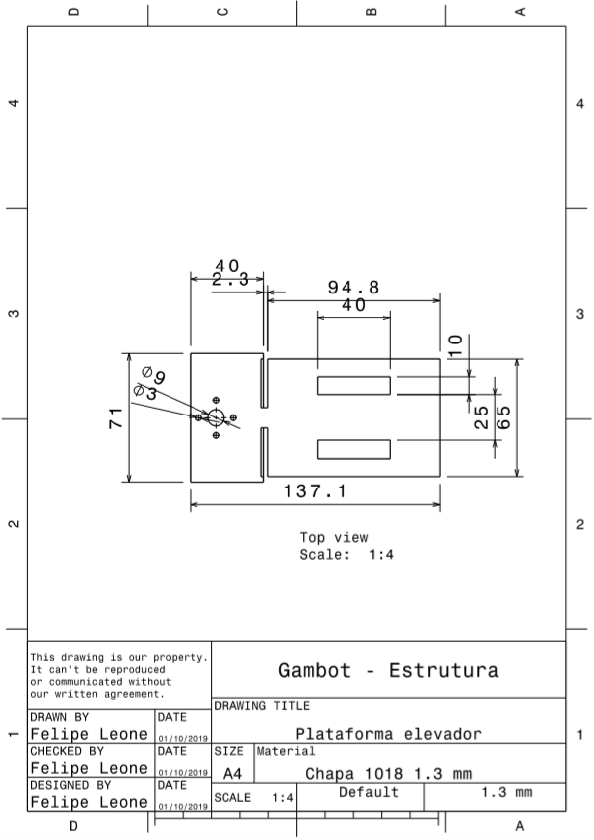 D C B A
4 4
40
2.3
94.8
40
10
3 3
Ø9
Ø3
71
25
65
137.1
2 2
Top view
Scale: 1:4
This drawing is our property.
It can't be reproduced
or communicated without
our written agreement.
Gambot - Estrutura
DRAWING TITLE
Plataforma elevador
DRAWN BY DATE
Felipe Leone 01/10/2019
CHECKED BY DATE
Felipe Leone 01/10/2019
SIZE Material
A4 Chapa 1018 1.3 mm
DESIGNED BY DATE
Felipe Leone 01/10/2019
SCALE 1:4 Default 1.3 mm
1 1
D A